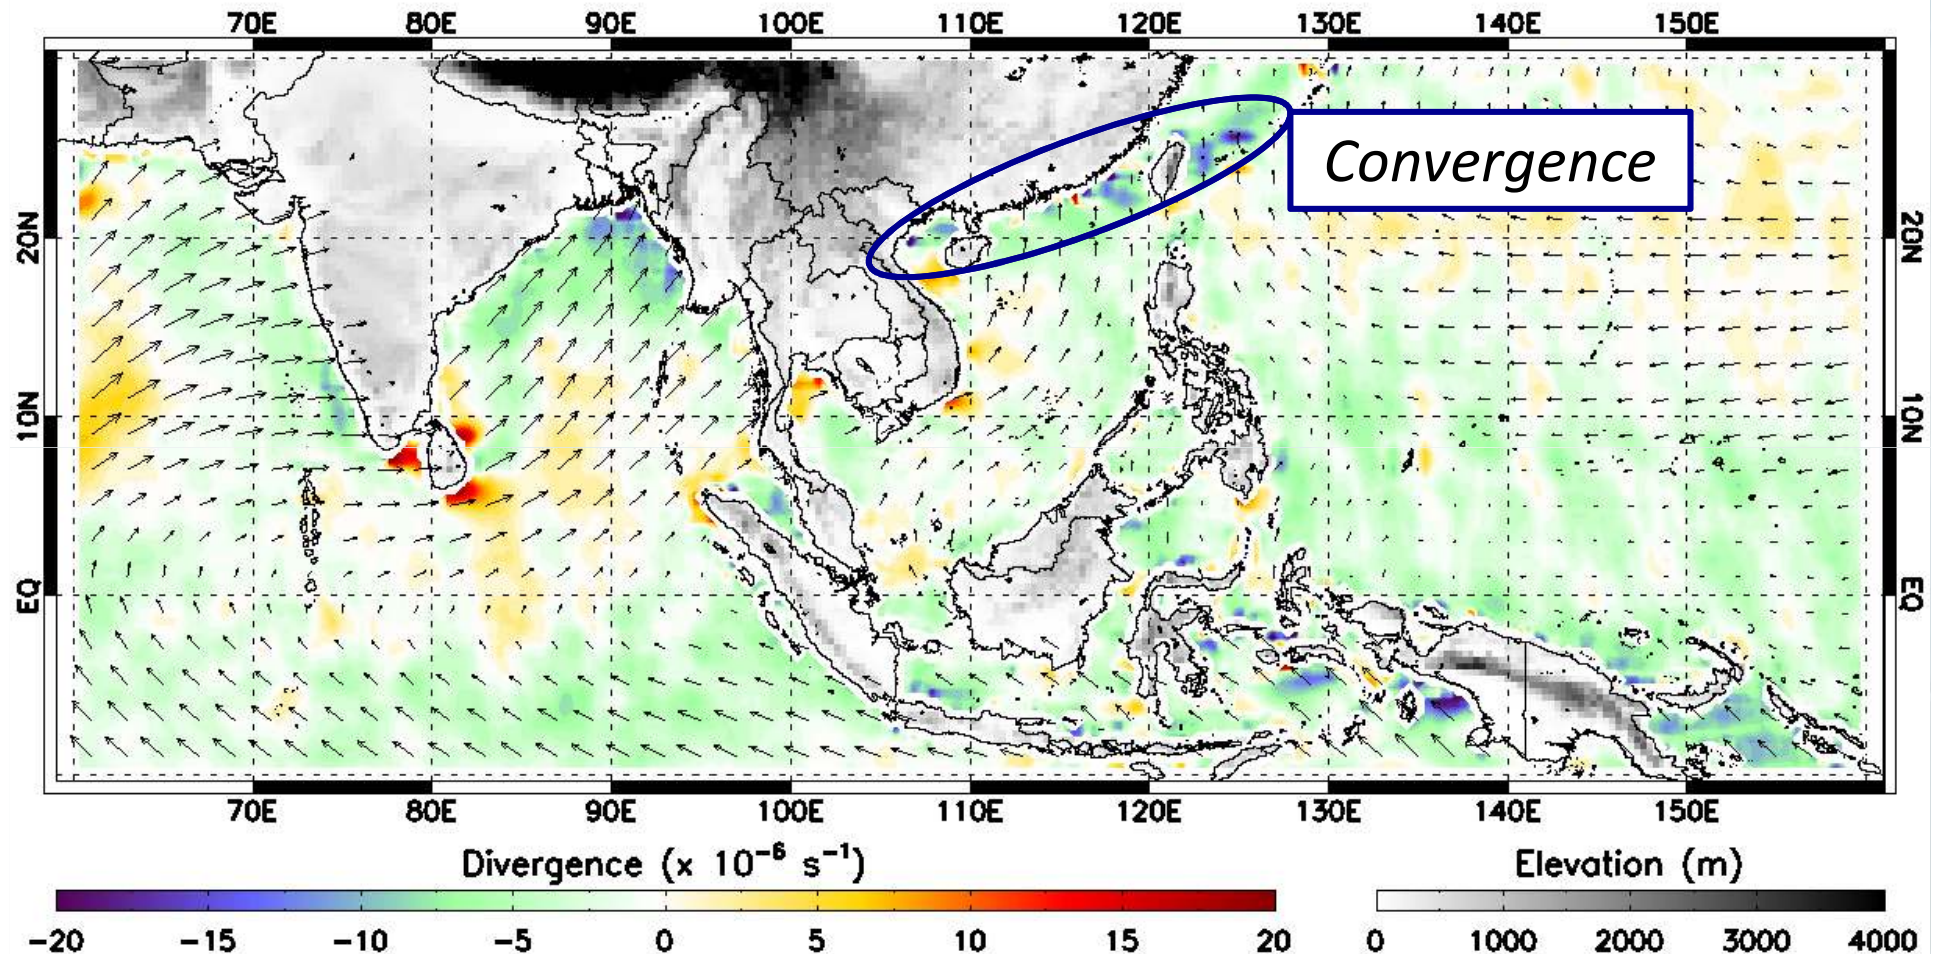 70E 80E 90E 100E 110E 120E 130E 140E 150E
Convergence
20N 20N
10N 10N
EQ EQ
70E 80E 90E 100E 110E 120E 130E 140E 150E
Divergence (x 10⁻⁶ s⁻¹) Elevation (m)
-20 -15 -10 -5 0 5 10 15 20 0 1000 2000 3000 4000